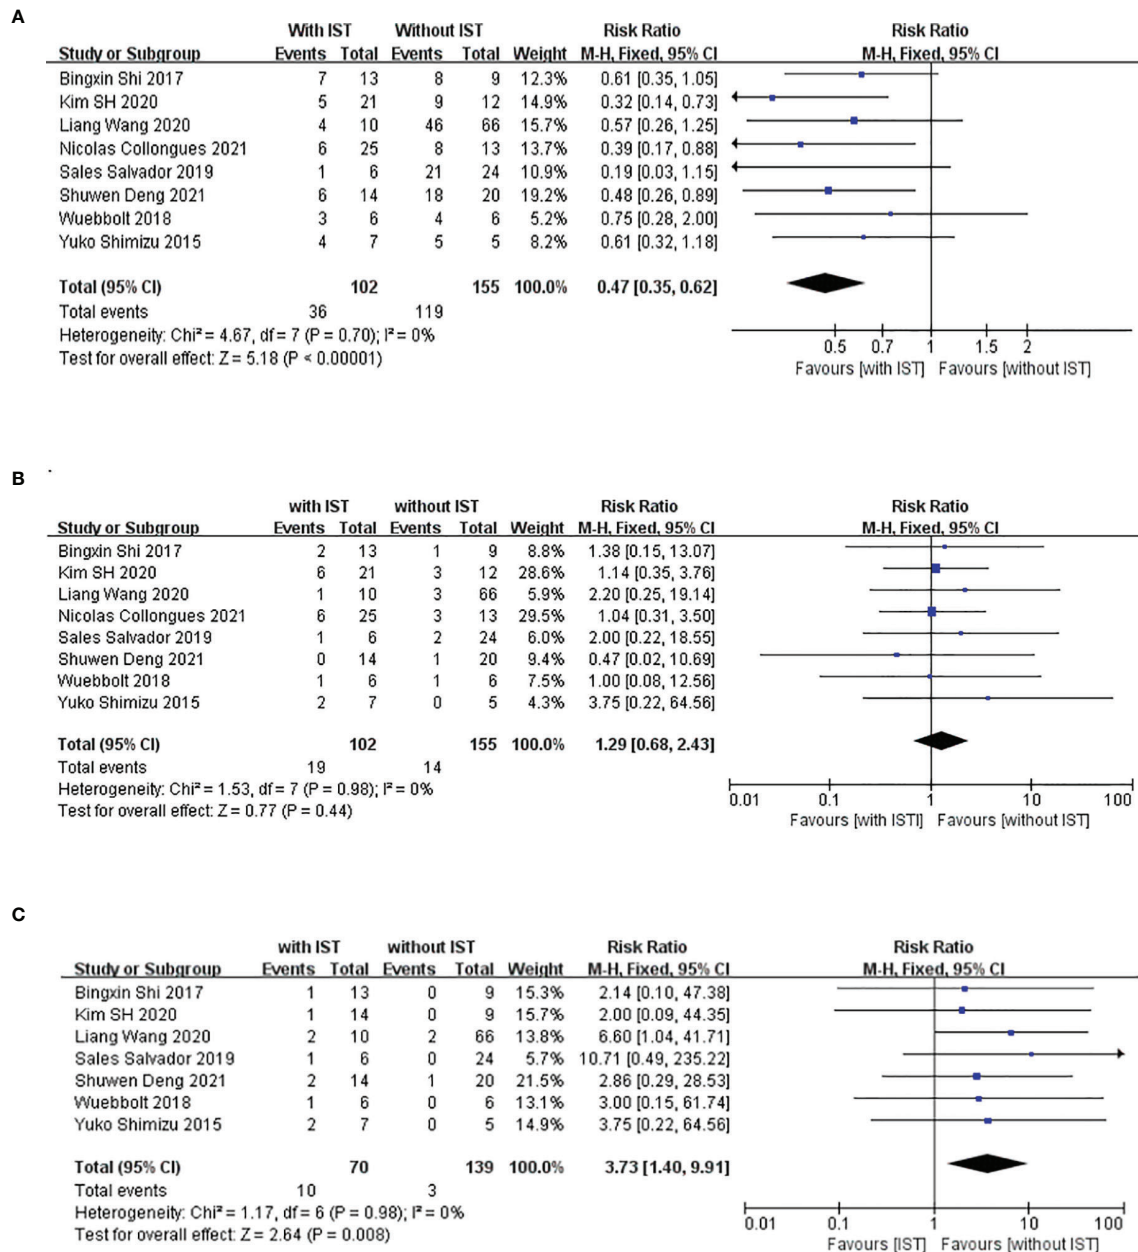 A
With IST Without IST Risk Ratio Risk Ratio
Study or Subgroup Events Total Events Total Weight M-H, Fixed, 95% CI M-H, Fixed, 95% CI
Bingxin Shi 2017 7 13 8 9 12.3% 0.61 [0.35, 1.05]
Kim SH 2020 5 21 9 12 14.9% 0.32 [0.14, 0.73]
Liang Wang 2020 4 10 46 66 15.7% 0.57 [0.26, 1.25]
Nicolas Collongues 2021 6 25 8 13 13.7% 0.39 [0.17, 0.88]
Sales Salvador 2019 1 6 21 24 10.9% 0.19 [0.03, 1.15]
Shuwen Deng 2021 6 14 18 20 19.2% 0.48 [0.26, 0.89]
Wuebbolt 2018 3 6 4 6 5.2% 0.75 [0.28, 2.00]
Yuko Shimizu 2015 4 7 5 5 8.2% 0.61 [0.32, 1.18]
Total (95% CI) 102 155 100.0% 0.47 [0.35, 0.62]
Total events 36 119
Heterogeneity: Chi² = 4.67, df = 7 (P = 0.70); I² = 0%
Test for overall effect: Z = 5.18 (P < 0.00001)
0.5 0.7 1 1.5 2
Favours [with IST] Favours [without IST]
B
with IST without IST Risk Ratio Risk Ratio
Study or Subgroup Events Total Events Total Weight M-H, Fixed, 95% CI M-H, Fixed, 95% CI
Bingxin Shi 2017 2 13 1 9 8.8% 1.38 [0.15, 13.07]
Kim SH 2020 6 21 3 12 28.6% 1.14 [0.35, 3.76]
Liang Wang 2020 1 10 3 66 5.9% 2.20 [0.25, 19.14]
Nicolas Collongues 2021 6 25 3 13 29.5% 1.04 [0.31, 3.50]
Sales Salvador 2019 1 6 2 24 6.0% 2.00 [0.22, 18.55]
Shuwen Deng 2021 0 14 1 20 9.4% 0.47 [0.02, 10.69]
Wuebbolt 2018 1 6 1 6 7.5% 1.00 [0.08, 12.56]
Yuko Shimizu 2015 2 7 0 5 4.3% 3.75 [0.22, 64.56]
Total (95% CI) 102 155 100.0% 1.29 [0.68, 2.43]
Total events 19 14
Heterogeneity: Chi² = 1.53, df = 7 (P = 0.98); I² = 0%
Test for overall effect: Z = 0.77 (P = 0.44)
0.01 0.1 1 10 100
Favours [with ISTI] Favours [without IST]
C
with IST without IST Risk Ratio Risk Ratio
Study or Subgroup Events Total Events Total Weight M-H, Fixed, 95% CI M-H, Fixed, 95% CI
Bingxin Shi 2017 1 13 0 9 15.3% 2.14 [0.10, 47.38]
Kim SH 2020 1 14 0 9 15.7% 2.00 [0.09, 44.35]
Liang Wang 2020 2 10 2 66 13.8% 6.60 [1.04, 41.71]
Sales Salvador 2019 1 6 0 24 5.7% 10.71 [0.49, 235.22]
Shuwen Deng 2021 2 14 1 20 21.5% 2.86 [0.29, 28.53]
Wuebbolt 2018 1 6 0 6 13.1% 3.00 [0.15, 61.74]
Yuko Shimizu 2015 2 7 0 5 14.9% 3.75 [0.22, 64.56]
Total (95% CI) 70 139 100.0% 3.73 [1.40, 9.91]
Total events 10 3
Heterogeneity: Chi² = 1.17, df = 6 (P = 0.98); I² = 0%
Test for overall effect: Z = 2.64 (P = 0.008)
0.01 0.1 1 10 100
Favours [IST] Favours [without IST]